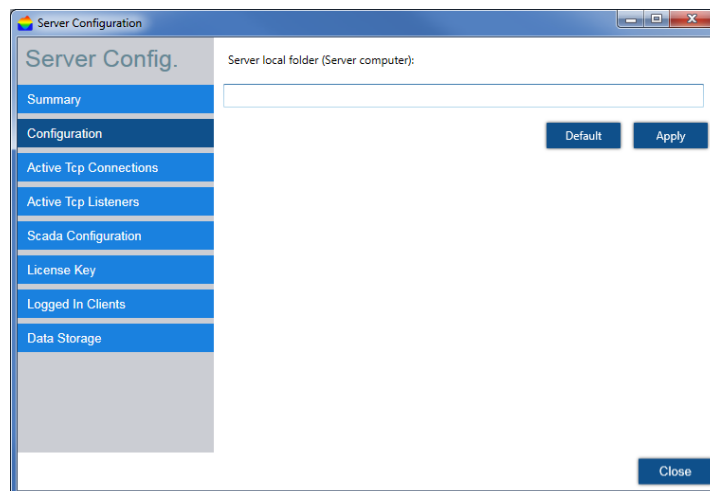 Server Configuration
Server Config.
Summary
Configuration
Active Tcp Connections
Active Tcp Listeners
Scada Configuration
License Key
Logged In Clients
Data Storage
Server local folder (Server computer):
Default
Apply
Close